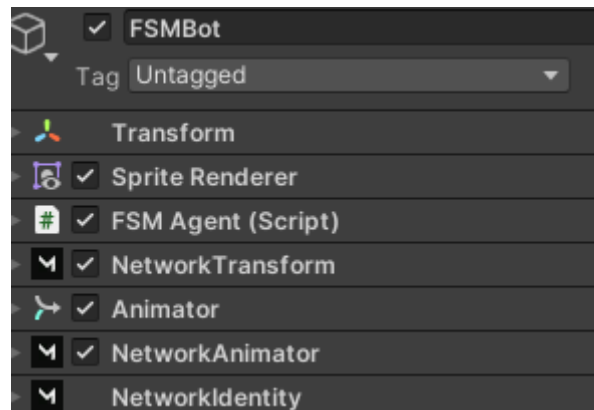 FSMBot
Tag Untagged
Transform
Sprite Renderer
# FSM Agent (Script)
NetworkTransform
Animator
NetworkAnimator
NetworkIdentity